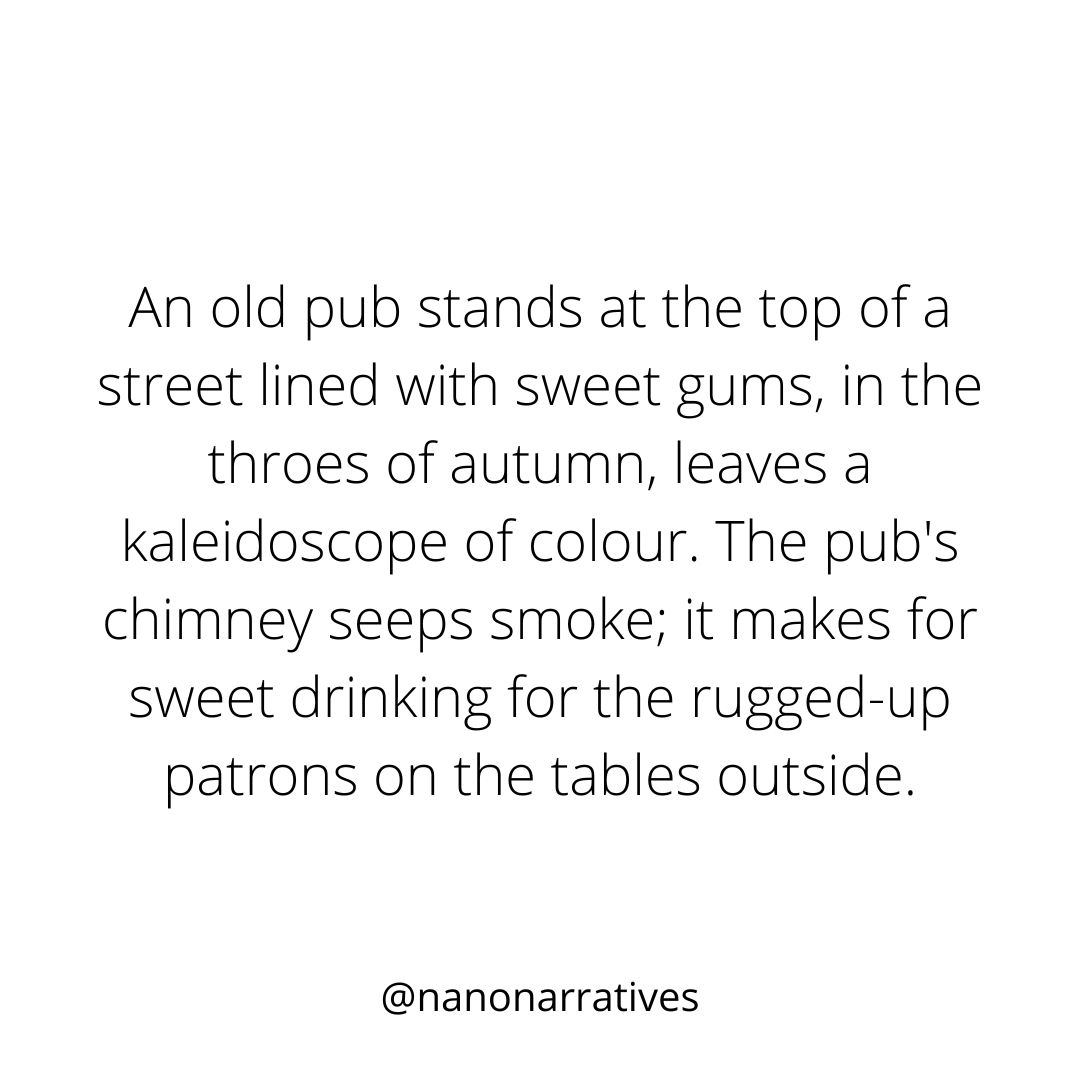 An old pub stands at the top of a
street lined with sweet gums, in the
throes of autumn, leaves a
kaleidoscope of colour. The pub's
chimney seeps smoke; it makes for
sweet drinking for the rugged-up
patrons on the tables outside.
@nanonarratives